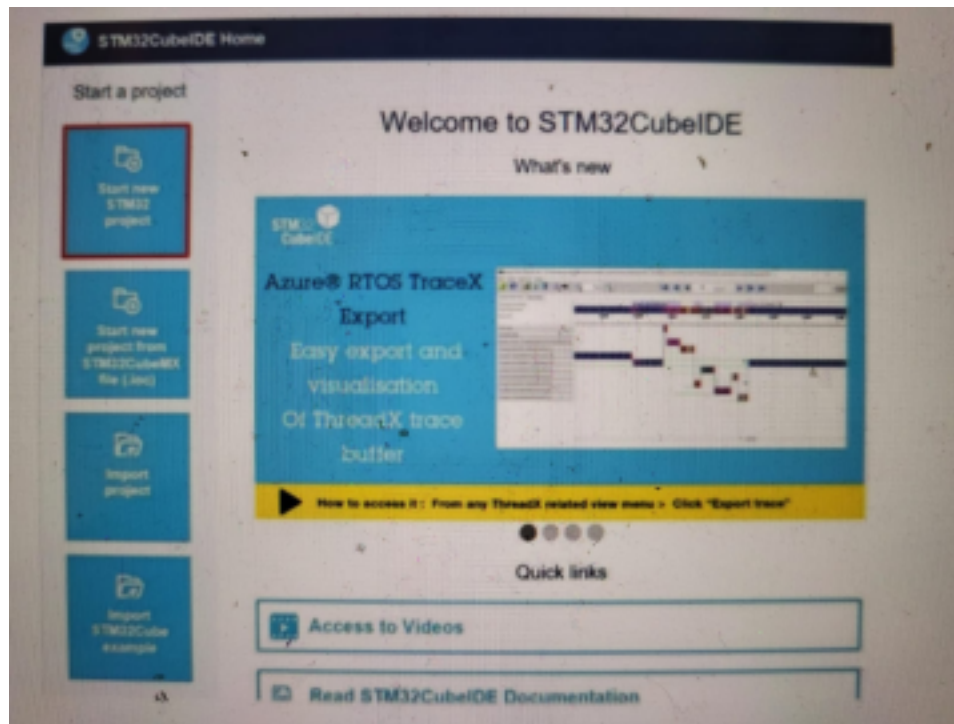 STM32CubeIDE Home
Start a project
Start new
STM32
project
Start new
project from
STM32CubeMX
file (.ioc)
Import
project
Import
STM32Cube
example
Welcome to STM32CubeIDE
What's new
STM32
CubeIDE
Azure® RTOS TraceX
Export
Easy export and
visualisation
Of ThreadX trace
buffer
How to access it : From any ThreadX related view menu > Click "Export trace"
Quick links
Access to Videos
Read STM32CubeIDE Documentation